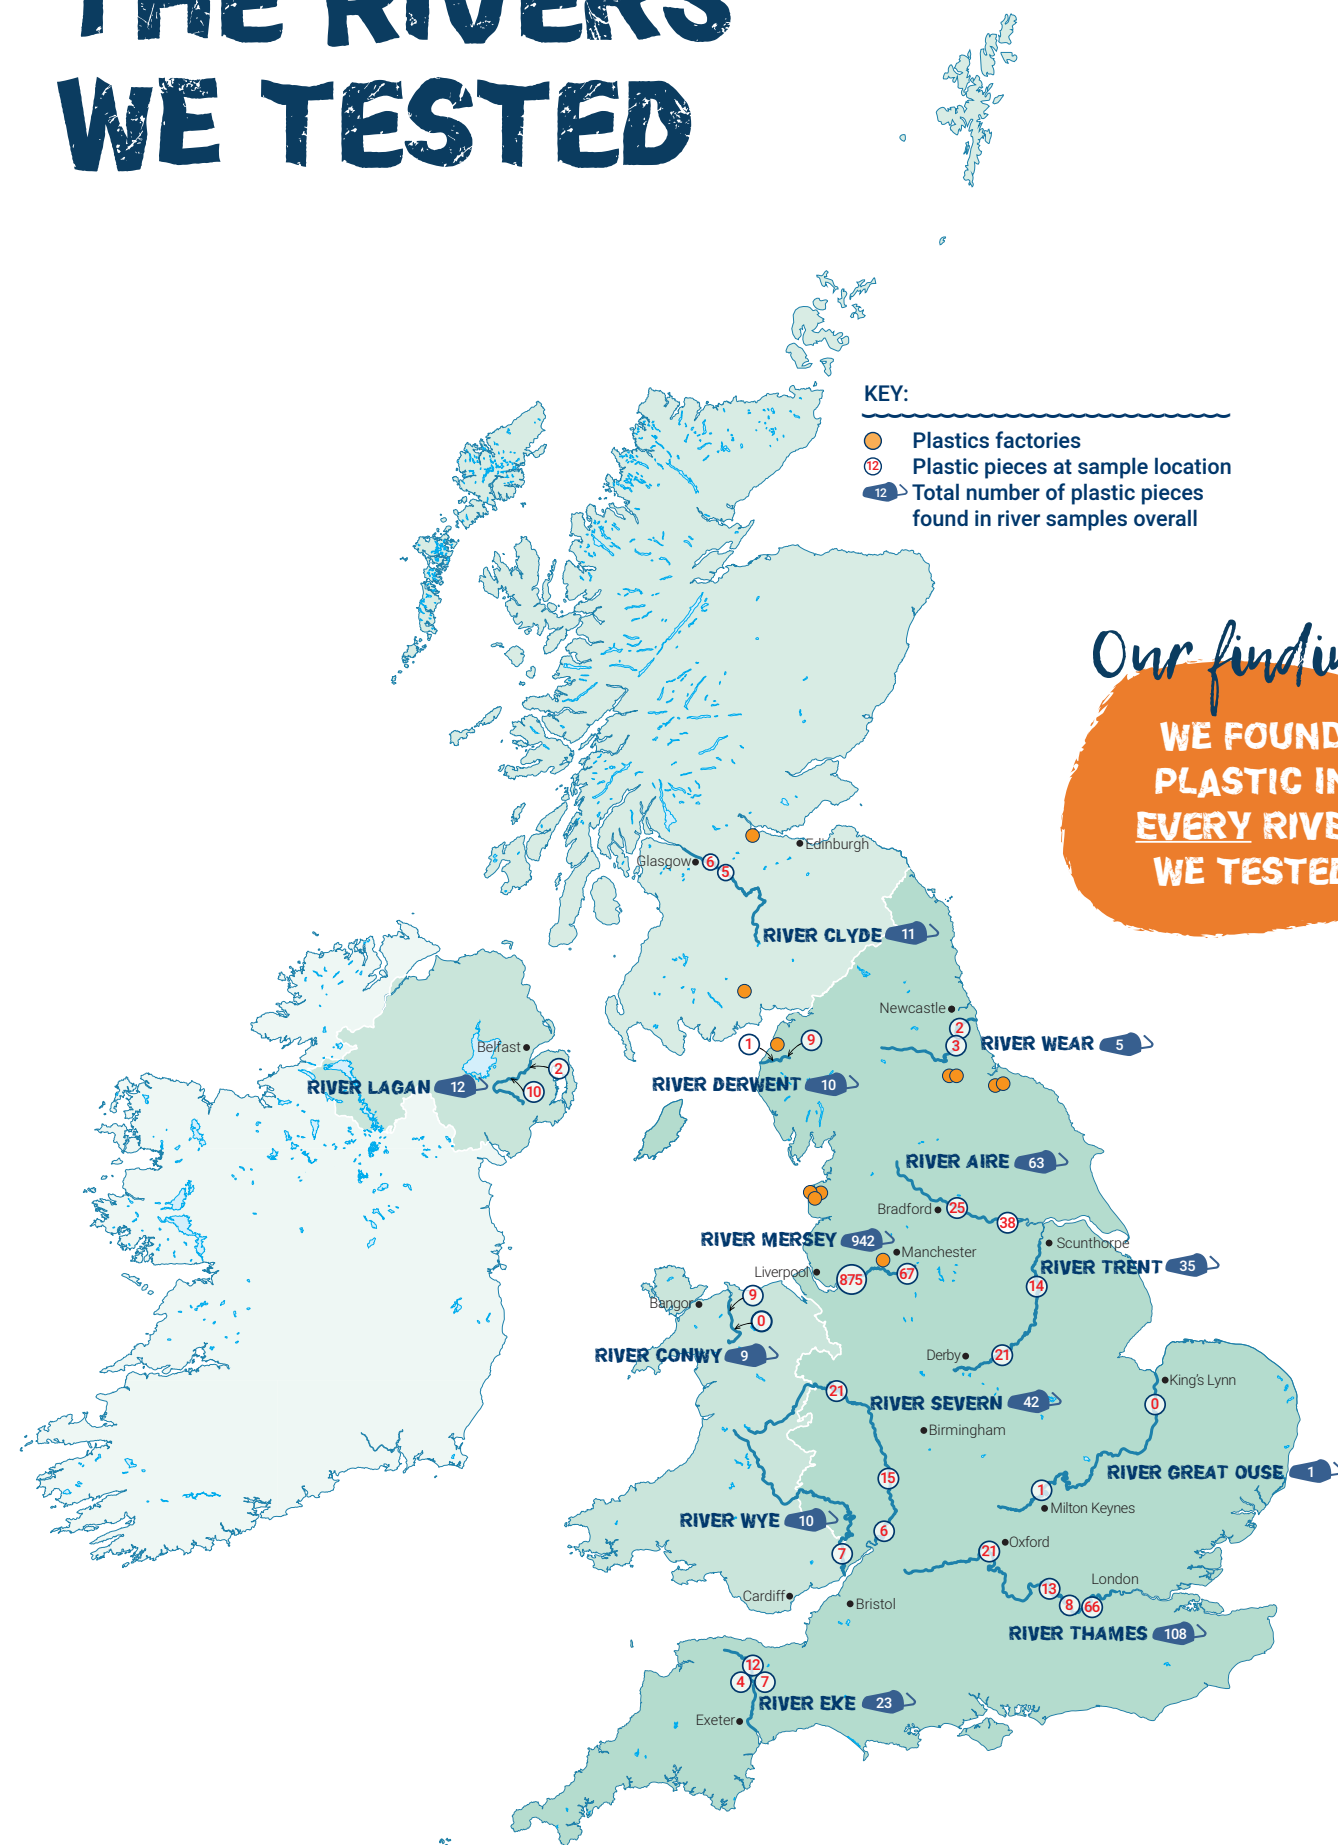 THE RIVERS
WE TESTED
KEY:
Plastics factories
12 Plastic pieces at sample location
12 Total number of plastic pieces
found in river samples overall
Our findin
WE FOUND
PLASTIC IN
EVERY RIVE
WE TESTED
Edinburgh
Glasgow 6
5
RIVER CLYDE 11
Newcastle
2
3
RIVER WEAR 5
1
9
RIVER DERWENT 10
Belfast
2
10
RIVER LAGAN 12
RIVER AIRE 63
Bradford 25
38
RIVER MERSEY 942
Manchester
Liverpool 875
67
Scunthorpe
RIVER TRENT 35
14
Derby 21
Bangor
9
0
RIVER CONWY 9
21
RIVER SEVERN 42
Birmingham
15
6
King's Lynn
0
RIVER GREAT OUSE 1
1
Milton Keynes
RIVER WYE 10
7
Oxford
21
London
13
8
66
RIVER THAMES 108
Cardiff
Bristol
12
4
7
RIVER EXE 23
Exeter